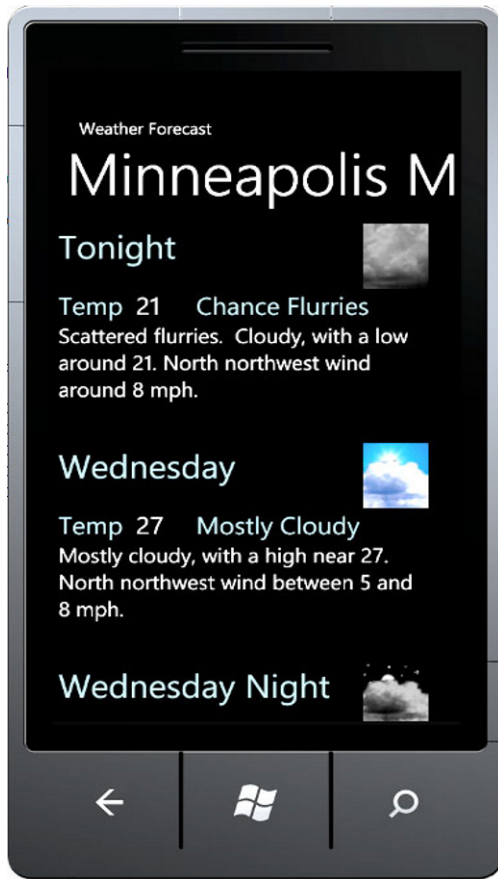 Weather Forecast
Minneapolis M
Tonight
Temp 21 Chance Flurries
Scattered flurries. Cloudy, with a low
around 21. North northwest wind
around 8 mph.
Wednesday
Temp 27 Mostly Cloudy
Mostly cloudy, with a high near 27.
North northwest wind between 5 and
8 mph.
Wednesday Night